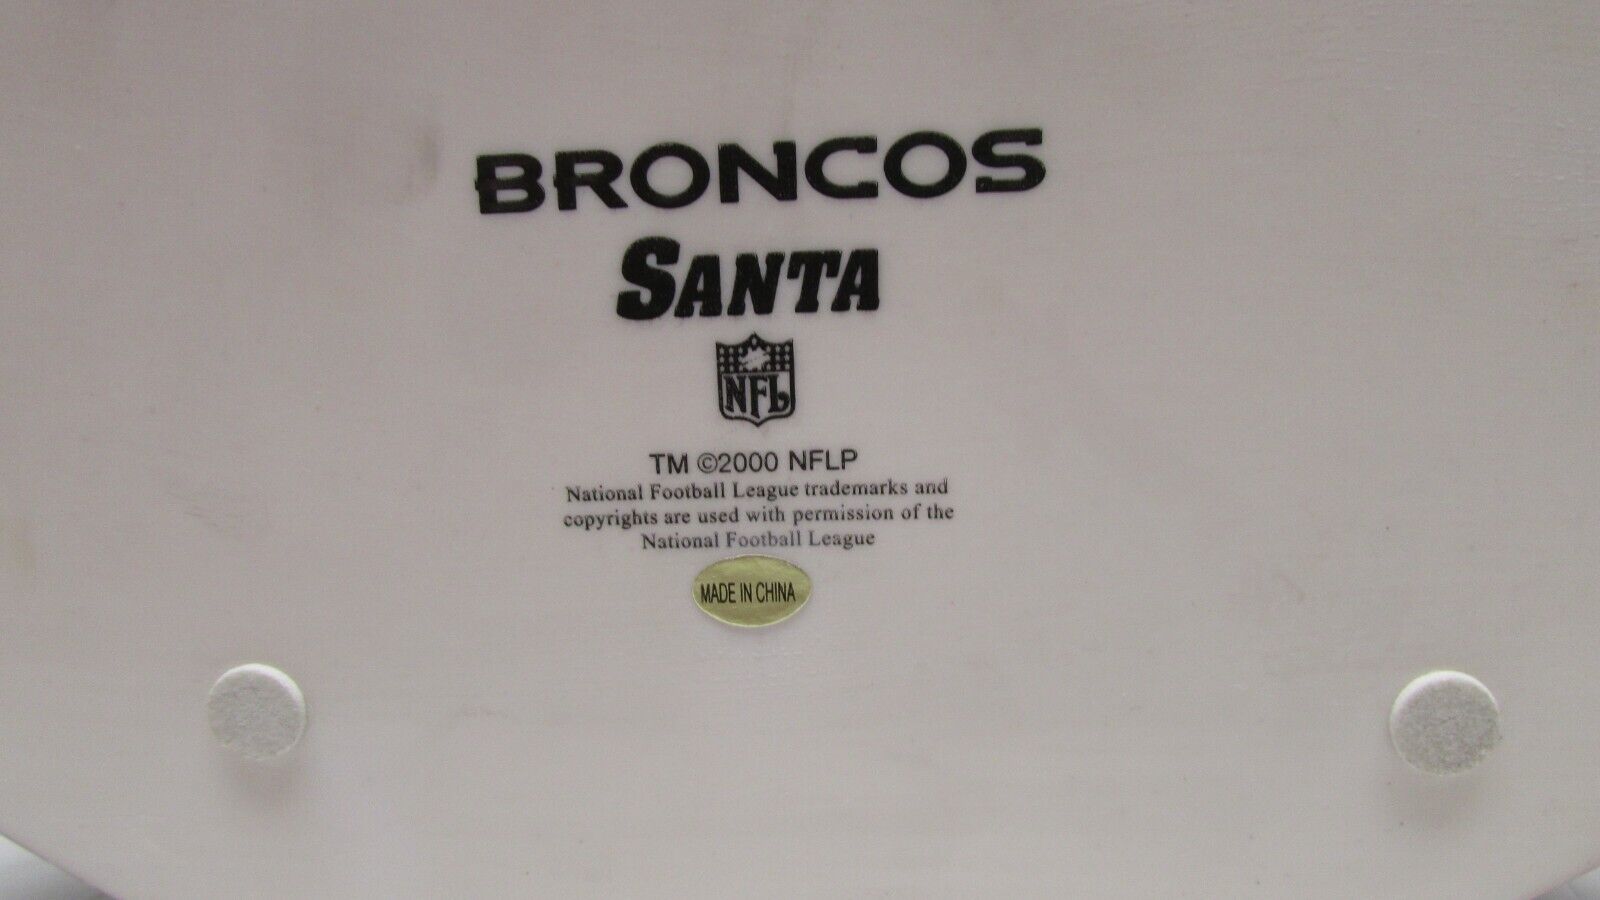 BRONCOS
SANTA
NFL
TM ©2000 NFLP
National Football League trademarks and
copyrights are used with permission of the
National Football League
MADE IN CHINA